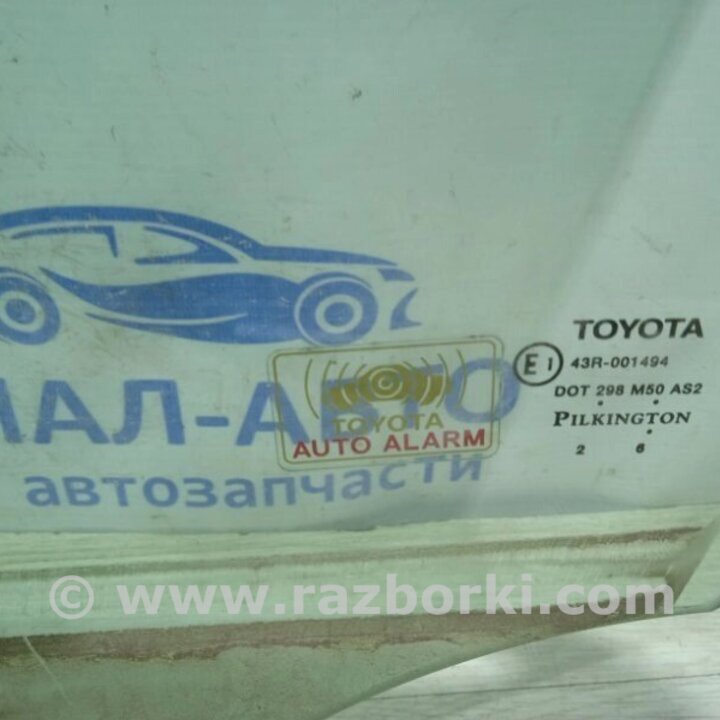 TOYOTA
E1 43R-001494
DOT 298 M50 AS2
PILKINGTON
2 6
МАЛ-АВТО
автозапчасти
TOYOTA
AUTO ALARM
© www.razborki.com